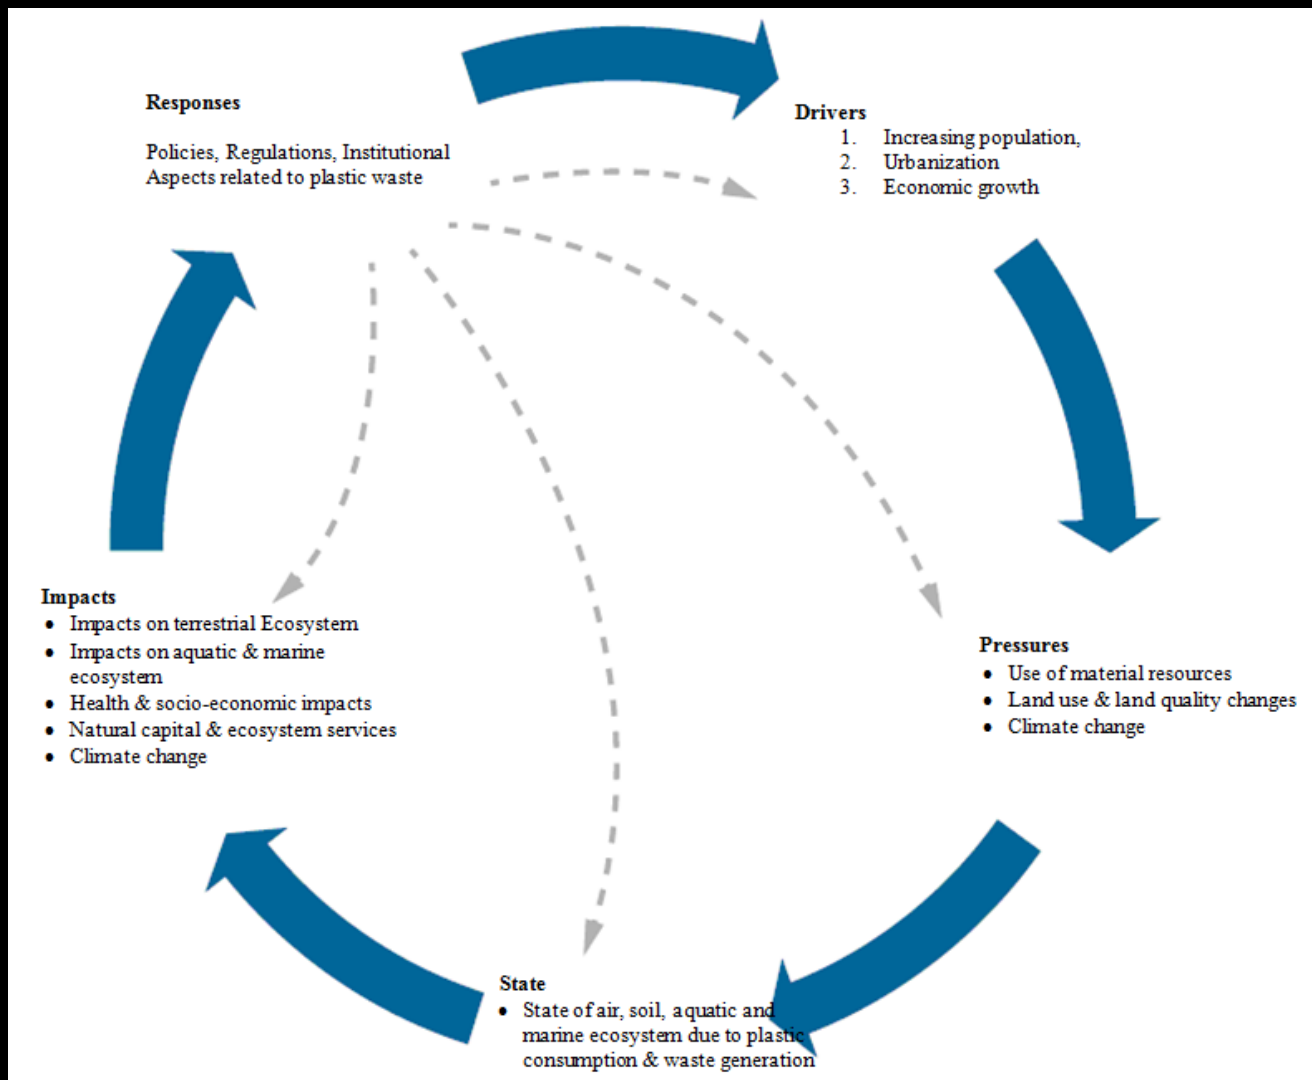 Responses
Policies, Regulations, Institutional
Aspects related to plastic waste
Drivers
1. Increasing population,
2. Urbanization
3. Economic growth
Impacts
• Impacts on terrestrial Ecosystem
• Impacts on aquatic & marine
ecosystem
• Health & socio-economic impacts
• Natural capital & ecosystem services
• Climate change
Pressures
• Use of material resources
• Land use & land quality changes
• Climate change
State
• State of air, soil, aquatic and
marine ecosystem due to plastic
consumption & waste generation